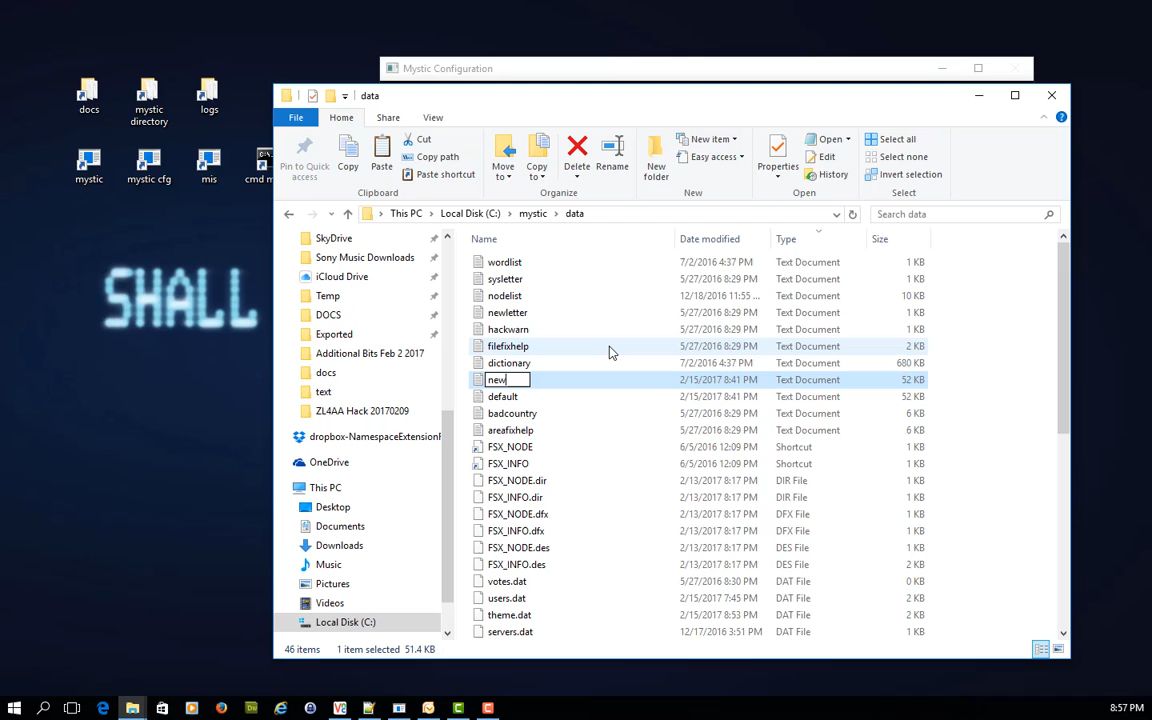 Mystic Configuration
docs
mystic directory
logs
mystic
mystic cfg
mis
cmd m
data
File
Home
Share
View
Pin to Quick access
Copy
Paste
Cut
Copy path
Paste shortcut
Clipboard
Move to
Copy to
Delete
Rename
Organize
New folder
New item
Easy access
New
Properties
Open
Edit
History
Open
Select all
Select none
Invert selection
Select
This PC > Local Disk (C:) > mystic > data
Search data
SkyDrive
Sony Music Downloads
iCloud Drive
Temp
DOCS
Exported
Additional Bits Feb 2 2017
docs
text
ZL4AA Hack 20170209
dropbox-NamespaceExtensionF
OneDrive
This PC
Desktop
Documents
Downloads
Music
Pictures
Videos
Local Disk (C:)
Name Date modified Type Size
wordlist 7/2/2016 4:37 PM Text Document 1 KB
sysletter 5/27/2016 8:29 PM Text Document 1 KB
nodelist 12/18/2016 11:55 ... Text Document 10 KB
newletter 5/27/2016 8:29 PM Text Document 1 KB
hackwarn 5/27/2016 8:29 PM Text Document 1 KB
filefixhelp 5/27/2016 8:29 PM Text Document 2 KB
dictionary 7/2/2016 4:37 PM Text Document 680 KB
new 2/15/2017 8:41 PM Text Document 52 KB
default 2/15/2017 8:41 PM Text Document 52 KB
badcountry 5/27/2016 8:29 PM Text Document 6 KB
areafixhelp 5/27/2016 8:29 PM Text Document 6 KB
FSX_NODE 6/5/2016 12:09 PM Shortcut 1 KB
FSX_INFO 6/5/2016 12:09 PM Shortcut 1 KB
FSX_NODE.dir 2/13/2017 8:17 PM DIR File 1 KB
FSX_INFO.dir 2/13/2017 8:17 PM DIR File 1 KB
FSX_NODE.dfx 2/13/2017 8:17 PM DFX File 1 KB
FSX_INFO.dfx 2/13/2017 8:17 PM DFX File 1 KB
FSX_NODE.des 2/13/2017 8:17 PM DES File 1 KB
FSX_INFO.des 2/13/2017 8:17 PM DES File 1 KB
votes.dat 5/27/2016 8:30 PM DAT File 0 KB
users.dat 2/15/2017 7:45 PM DAT File 2 KB
theme.dat 2/15/2017 8:53 PM DAT File 2 KB
servers.dat 12/17/2016 3:51 PM DAT File 1 KB
SHALL
46 items 1 item selected 51.4 KB
8:57 PM